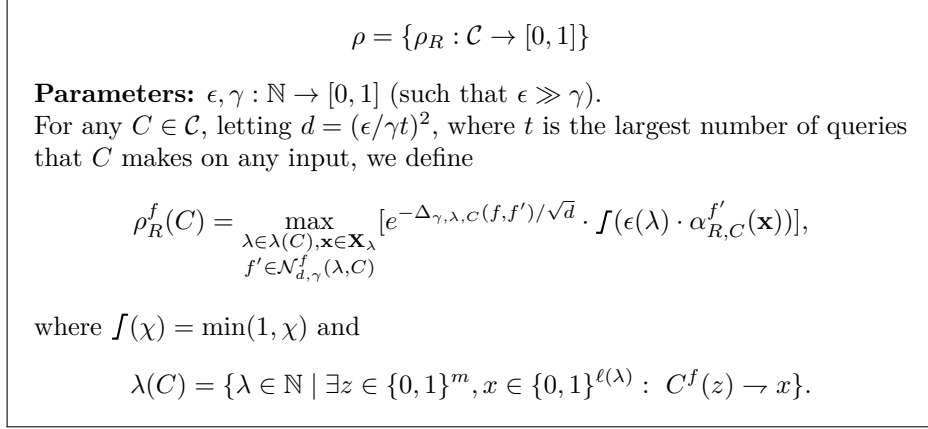 ρ = {ρ_R : 𝒞 → [0, 1]}
Parameters: ϵ, γ : ℕ → [0, 1] (such that ϵ ≫ γ).
For any C ∈ 𝒞, letting d = (ϵ/γt)^2, where t is the largest number of queries
that C makes on any input, we define
ρ_R^f(C) = max_{λ∈λ(C),𝐱∈𝐗_λ f′∈𝒩_{d,γ}^f(λ,C)} [e^{−Δ_{γ,λ,C}(f,f′)/√d} · ʃ(ϵ(λ) · α_{R,C}^{f′}(𝐱))],
where ʃ(χ) = min(1, χ) and
λ(C) = {λ ∈ ℕ | ∃z ∈ {0, 1}^m, x ∈ {0, 1}^{ℓ(λ)} : C^f(z) → x}.